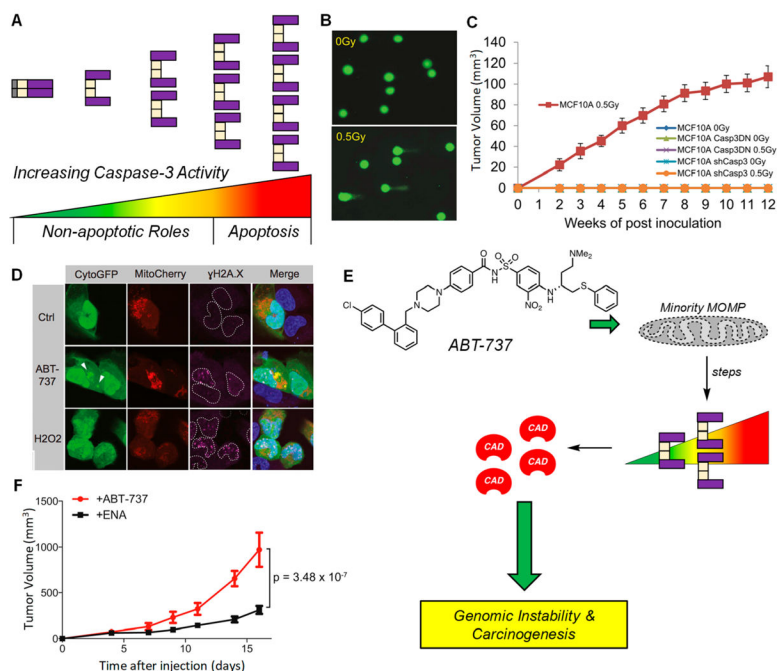 A
Increasing Caspase-3 Activity
Non-apoptotic Roles
Apoptosis
B
0Gy
0.5Gy
C
Tumor Volume (mm³)
140
120
100
80
60
40
20
0
MCF10A 0.5Gy
MCF10A 0Gy
MCF10A Casp3DN 0Gy
MCF10A Casp3DN 0.5Gy
MCF10A shCasp3 0Gy
MCF10A shCasp3 0.5Gy
0 1 2 3 4 5 6 7 8 9 10 11 12
Weeks of post inoculation
D
CytoGFP MitoCherry ɣH2A.X Merge
Ctrl
ABT-
737
H2O2
E
Cl
N
N
O
N
H
O O
S
NO₂
H
N
NMe₂
S
ABT-737
Minority MOMP
steps
CAD
CAD
CAD
CAD
Genomic Instability &
Carcinogenesis
F
Tumor Volume (mm³)
1500
1000
500
0
+ABT-737
+ENA
p = 3.48 x 10⁻⁷
0 5 10 15
Time after injection (days)